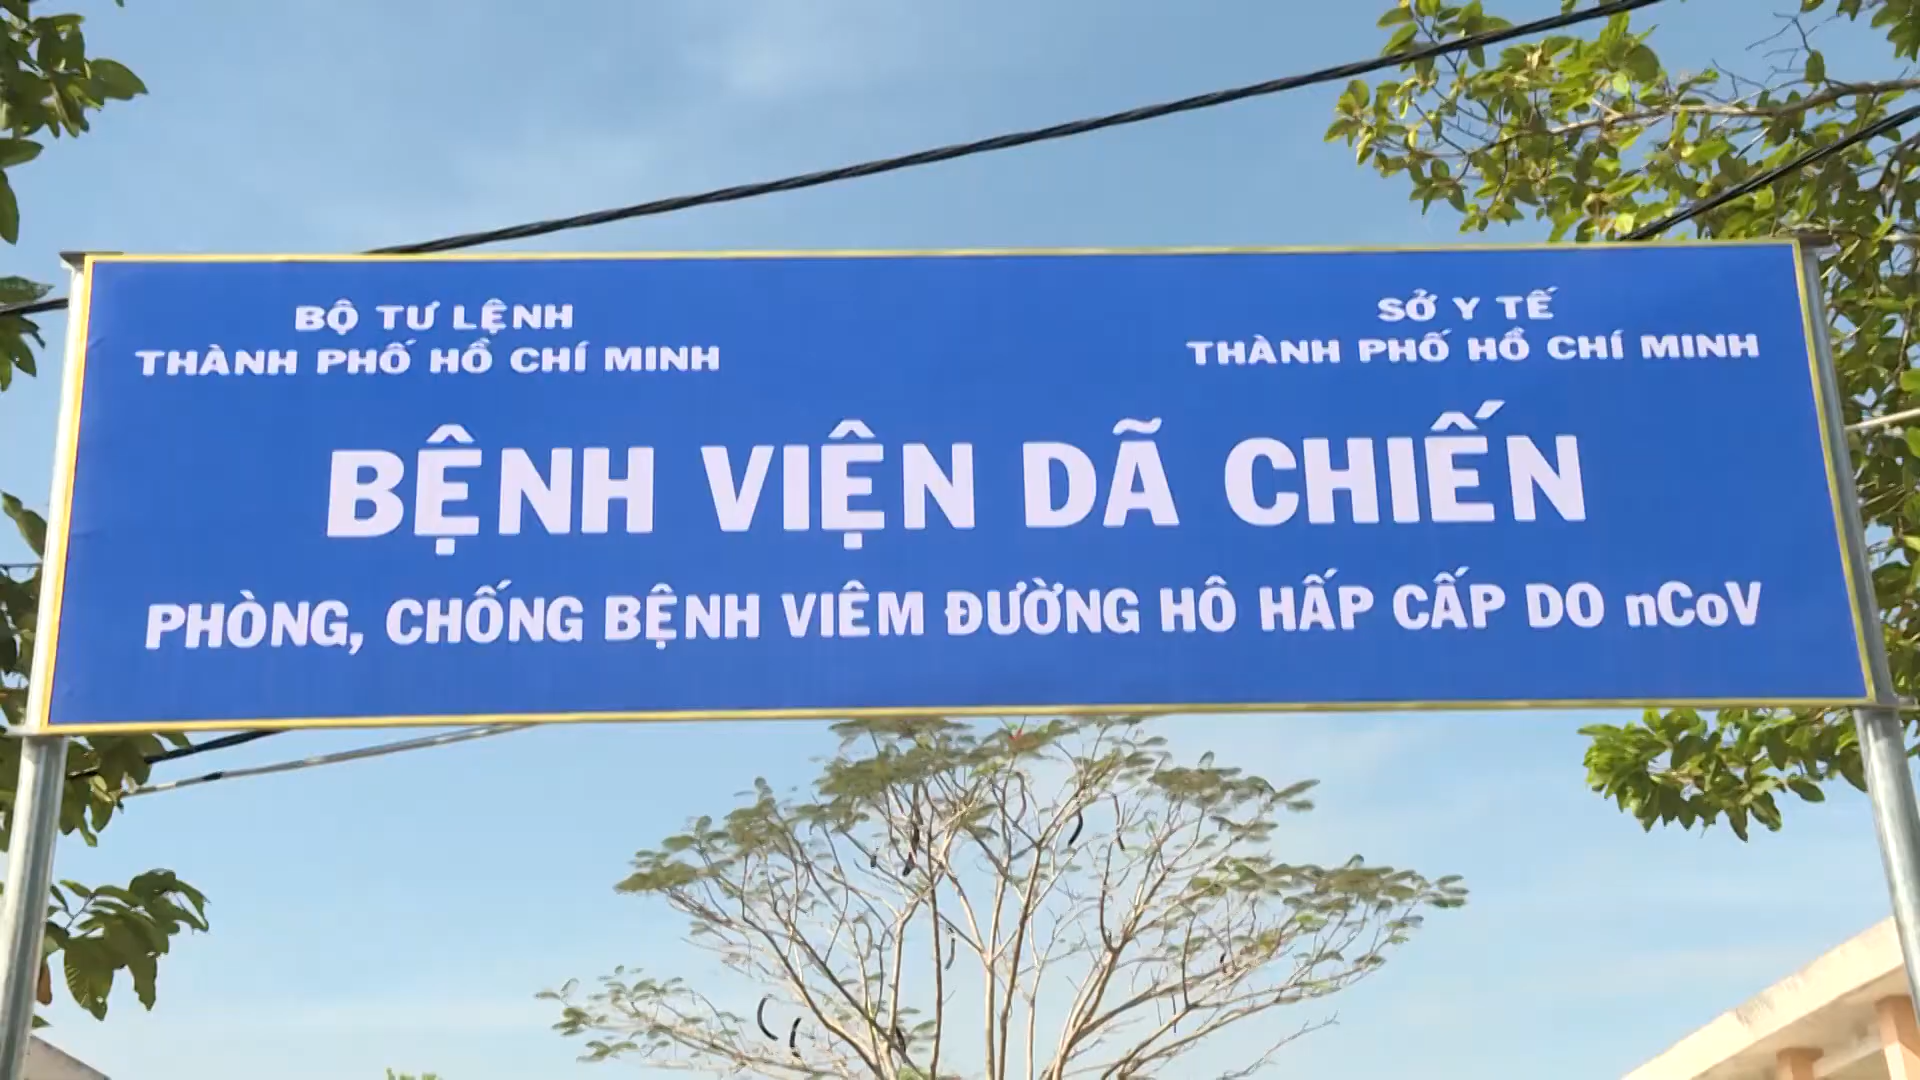 BỘ TƯ LỆNH
THÀNH PHỐ HỒ CHÍ MINH
SỞ Y TẾ
THÀNH PHỐ HỒ CHÍ MINH
BỆNH VIỆN DÃ CHIẾN
PHÒNG, CHỐNG BỆNH VIÊM ĐƯỜNG HÔ HẤP CẤP DO nCoV